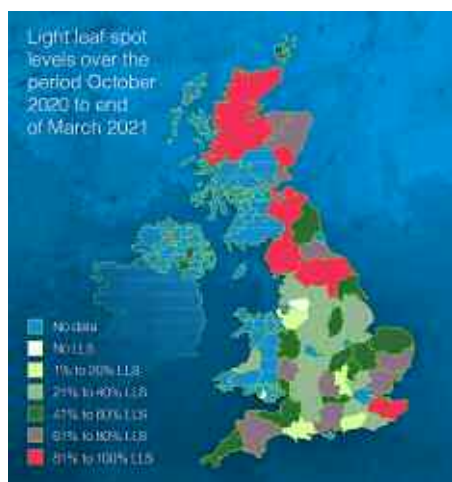 Light leaf spot
levels over the
period October
2020 to end
of March 2021
No data
No LLS
1% to 20% LLS
21% to 40% LLS
41% to 60% LLS
61% to 80% LLS
81% to 100% LLS